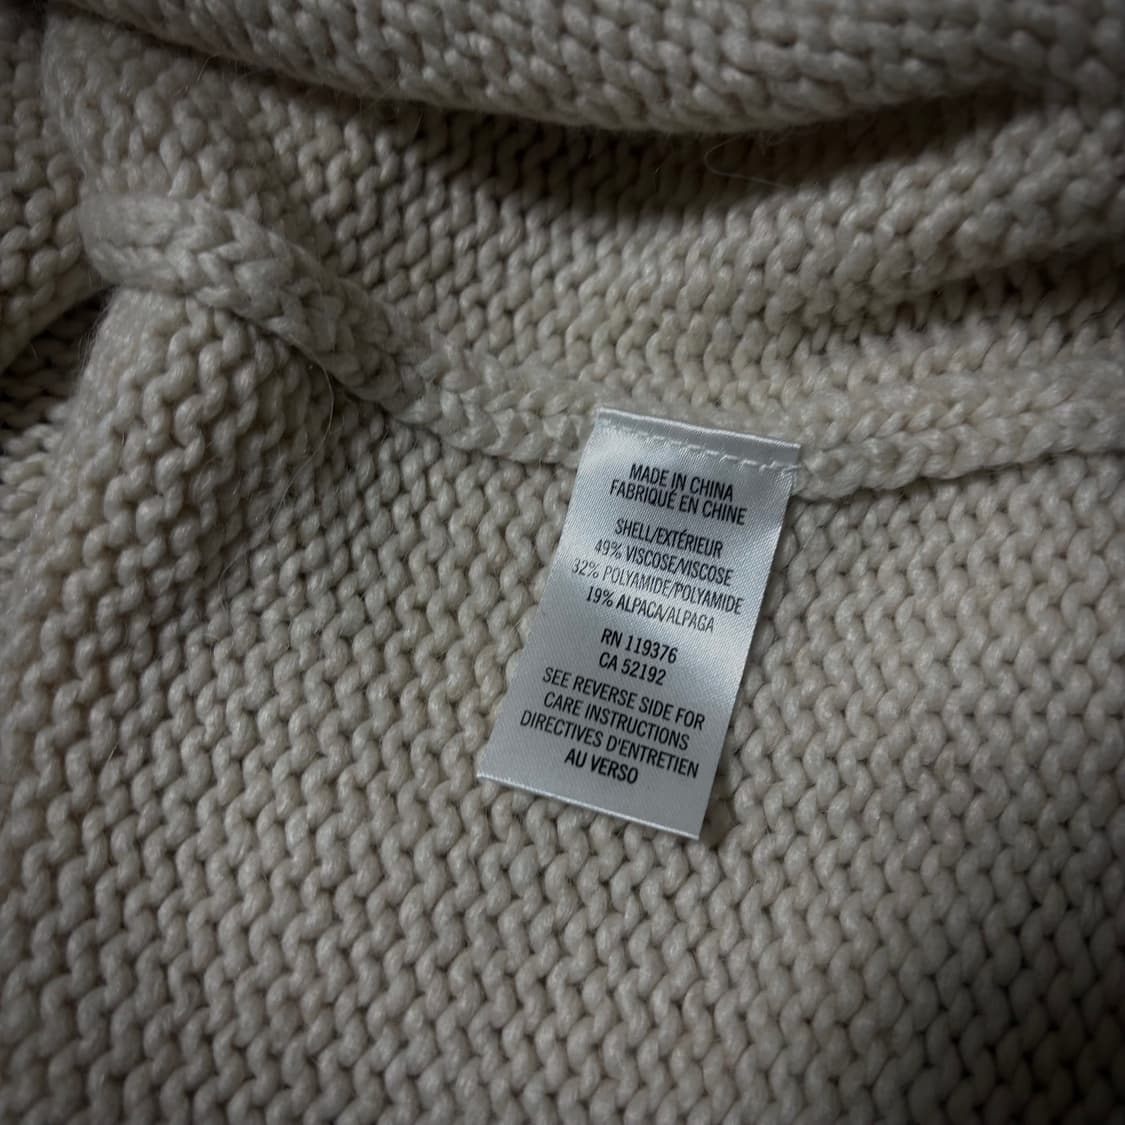 MADE IN CHINA
FABRIQUÉ EN CHINE
SHELL/EXTÉRIEUR
49% VISCOSE/VISCOSE
32% POLYAMIDE/POLYAMIDE
19% ALPACA/ALPAGA
RN 119376
CA 52192
SEE REVERSE SIDE FOR
CARE INSTRUCTIONS
DIRECTIVES D'ENTRETIEN
AU VERSO